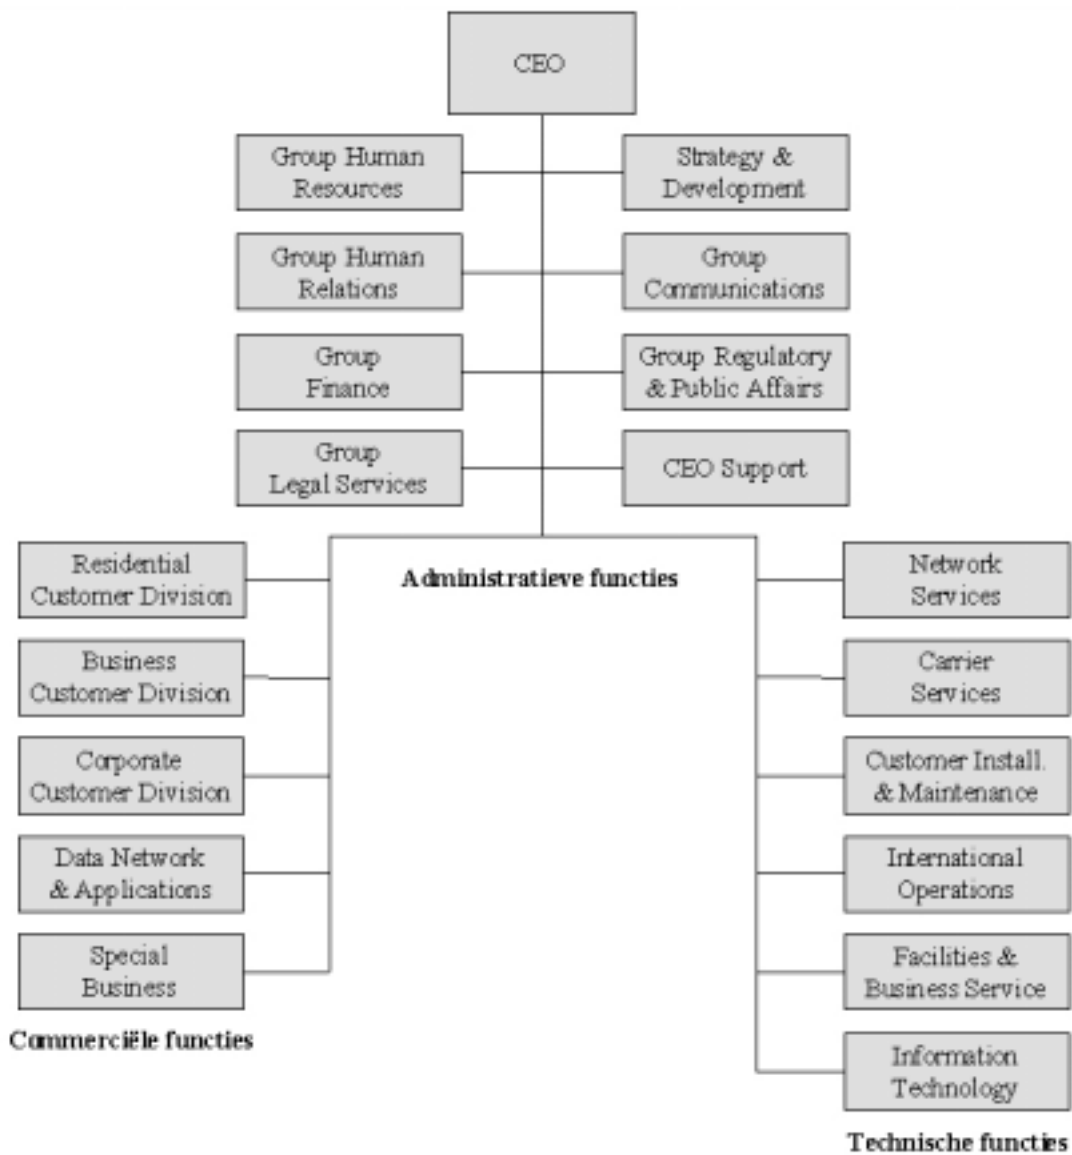 CEO
Group Human
Resources
Strategy &
Development
Group Human
Relations
Group
Communications
Group
Finance
Group Regulatory
& Public Affairs
Group
Legal Services
CEO Support
Administratieve functies
Residential
Customer Division
Business
Customer Division
Corporate
Customer Division
Data Network
& Applications
Special
Business
Commerciële functies
Network
Services
Carrier
Services
Customer Install.
& Maintenance
International
Operations
Facilities &
Business Service
Information
Technology
Technische functies